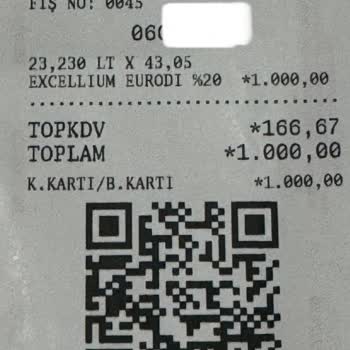 FİŞ NO: 0045
06
23,230 LT X 43,05
EXCELLIUM EURODI %20 *1.000,00
TOPKDV *166,67
TOPLAM *1.000,00
K.KARTI/B.KARTI *1.000,00